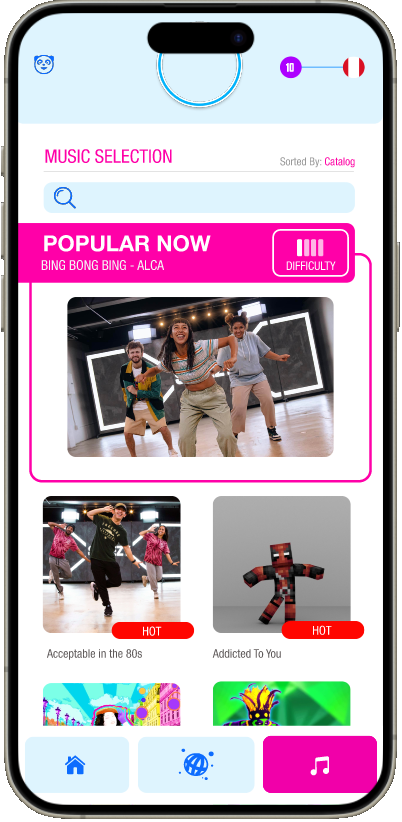 10
MUSIC SELECTION
Sorted By: Catalog
POPULAR NOW
BING BONG BING - ALCA
DIFFICULTY
HOT
HOT
Acceptable in the 80s
Addicted To You